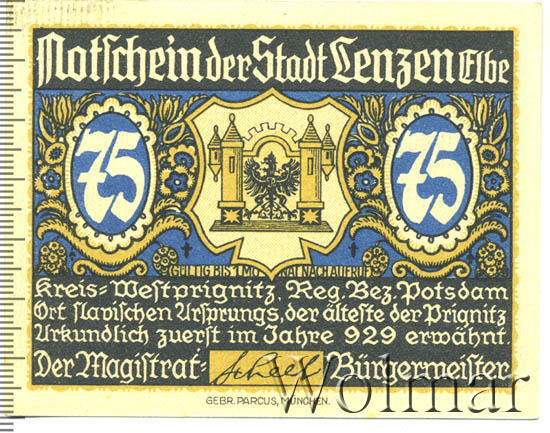 Notschein der Stadt Lenzen Elbe
75
75
GÜLTIG BIS 1 MONAT NACH AUFRUF
Kreis=Westprignitz, Reg. Bez. Potsdam
Ort slavischen Ursprungs, der älteste der Prignitz
Urkundlich zuerst im Jahre 929 erwähnt.
Der Magistrat= Bürgermeister
GEBR. PARCUS, MÜNCHEN.
Wolmar